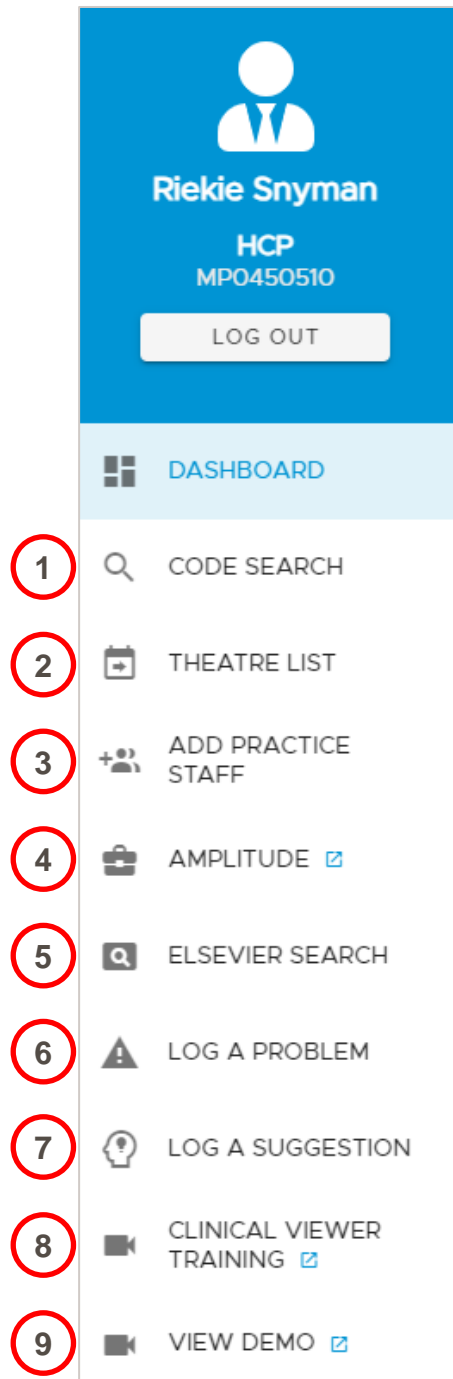 Riekie Snyman
HCP
MP0450510
LOG OUT
DASHBOARD
1 CODE SEARCH
2 THEATRE LIST
3 ADD PRACTICE
STAFF
4 AMPLITUDE
5 ELSEVIER SEARCH
6 LOG A PROBLEM
7 LOG A SUGGESTION
8 CLINICAL VIEWER
TRAINING
9 VIEW DEMO